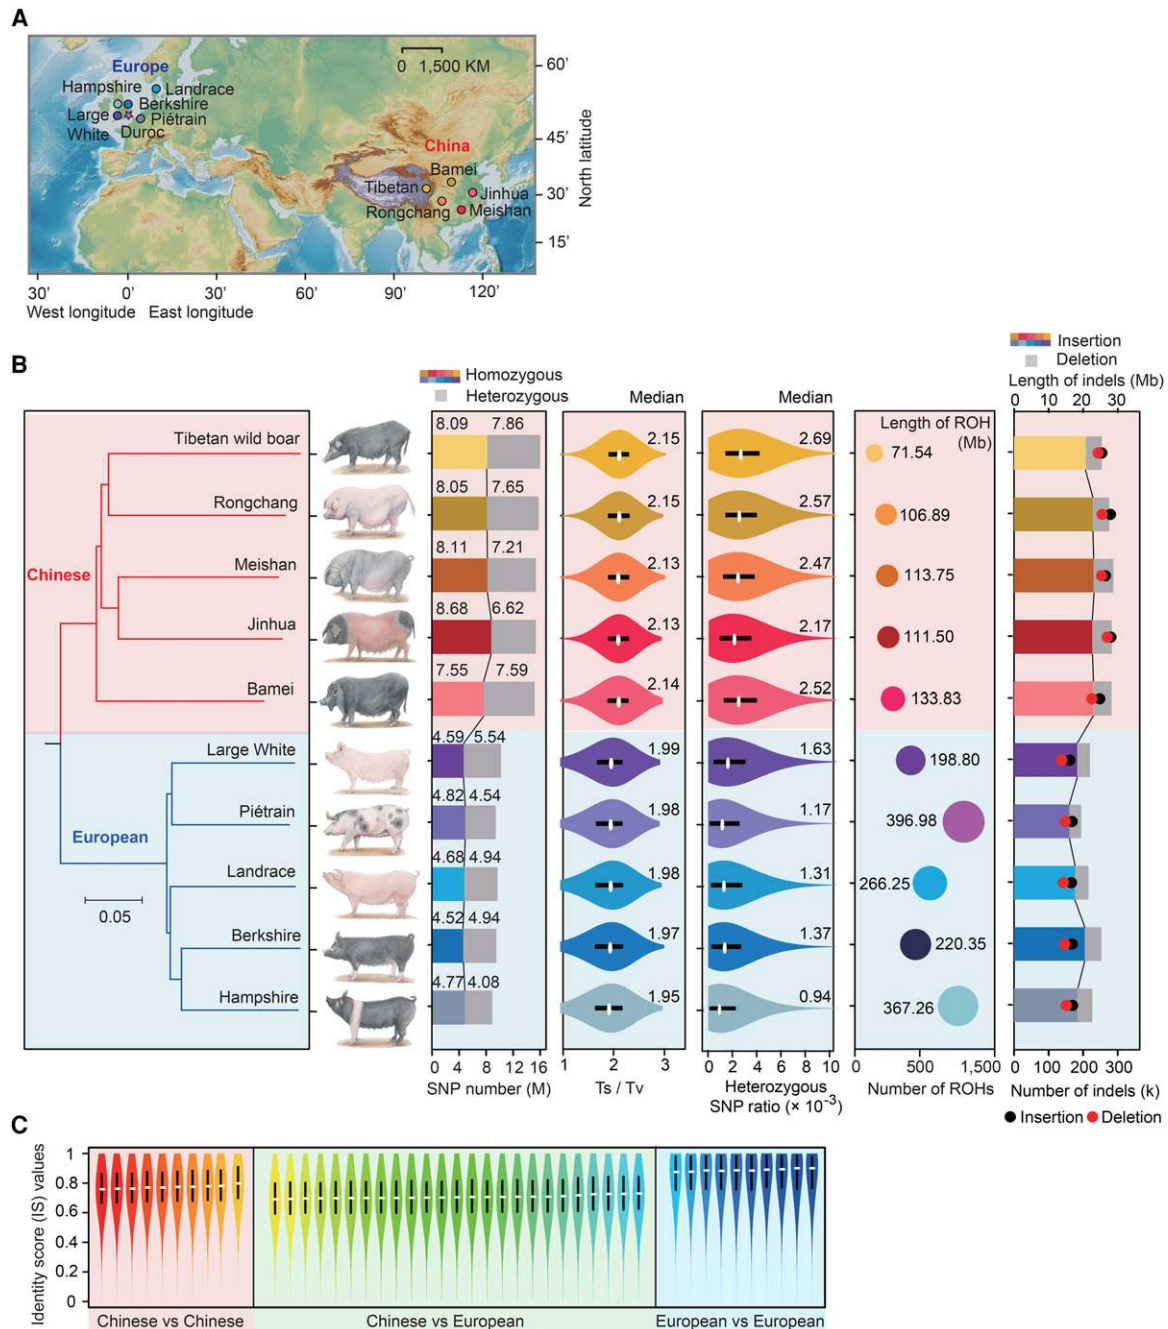 A
Europe
Hampshire
Landrace
Berkshire
Large
White
Piétrain
Duroc
0 1,500 KM
China
Bamei
Tibetan
Jinhua
Rongchang
Meishan
60'
45'
30'
15'
North latitude
30' 0' 30' 60' 90' 120'
West longitude East longitude
B
Homozygous
Heterozygous
Median
Median
Insertion
Deletion
Length of indels (Mb)
0 10 20 30
Chinese
European
0.05
Length of ROH
(Mb)
Tibetan wild boar 8.09 7.86 2.15 2.69 71.54
Rongchang 8.05 7.65 2.15 2.57 106.89
Meishan 8.11 7.21 2.13 2.47 113.75
Jinhua 8.68 6.62 2.13 2.17 111.50
Bamei 7.55 7.59 2.14 2.52 133.83
Large White 4.59 5.54 1.99 1.63 198.80
Piétrain 4.82 4.54 1.98 1.17 396.98
Landrace 4.68 4.94 1.98 1.31 266.25
Berkshire 4.52 4.94 1.97 1.37 220.35
Hampshire 4.77 4.08 1.95 0.94 367.26
0 4 8 12 16
SNP number (M)
1 2 3
Ts / Tv
0 2 4 6 8 10
Heterozygous
SNP ratio (× 10-3)
0 500 1,500
Number of ROHs
0 100 200 300
Number of indels (k)
Insertion Deletion
C
Identity score (IS) values
1
0.8
0.6
0.4
0.2
0
Chinese vs Chinese
Chinese vs European
European vs European